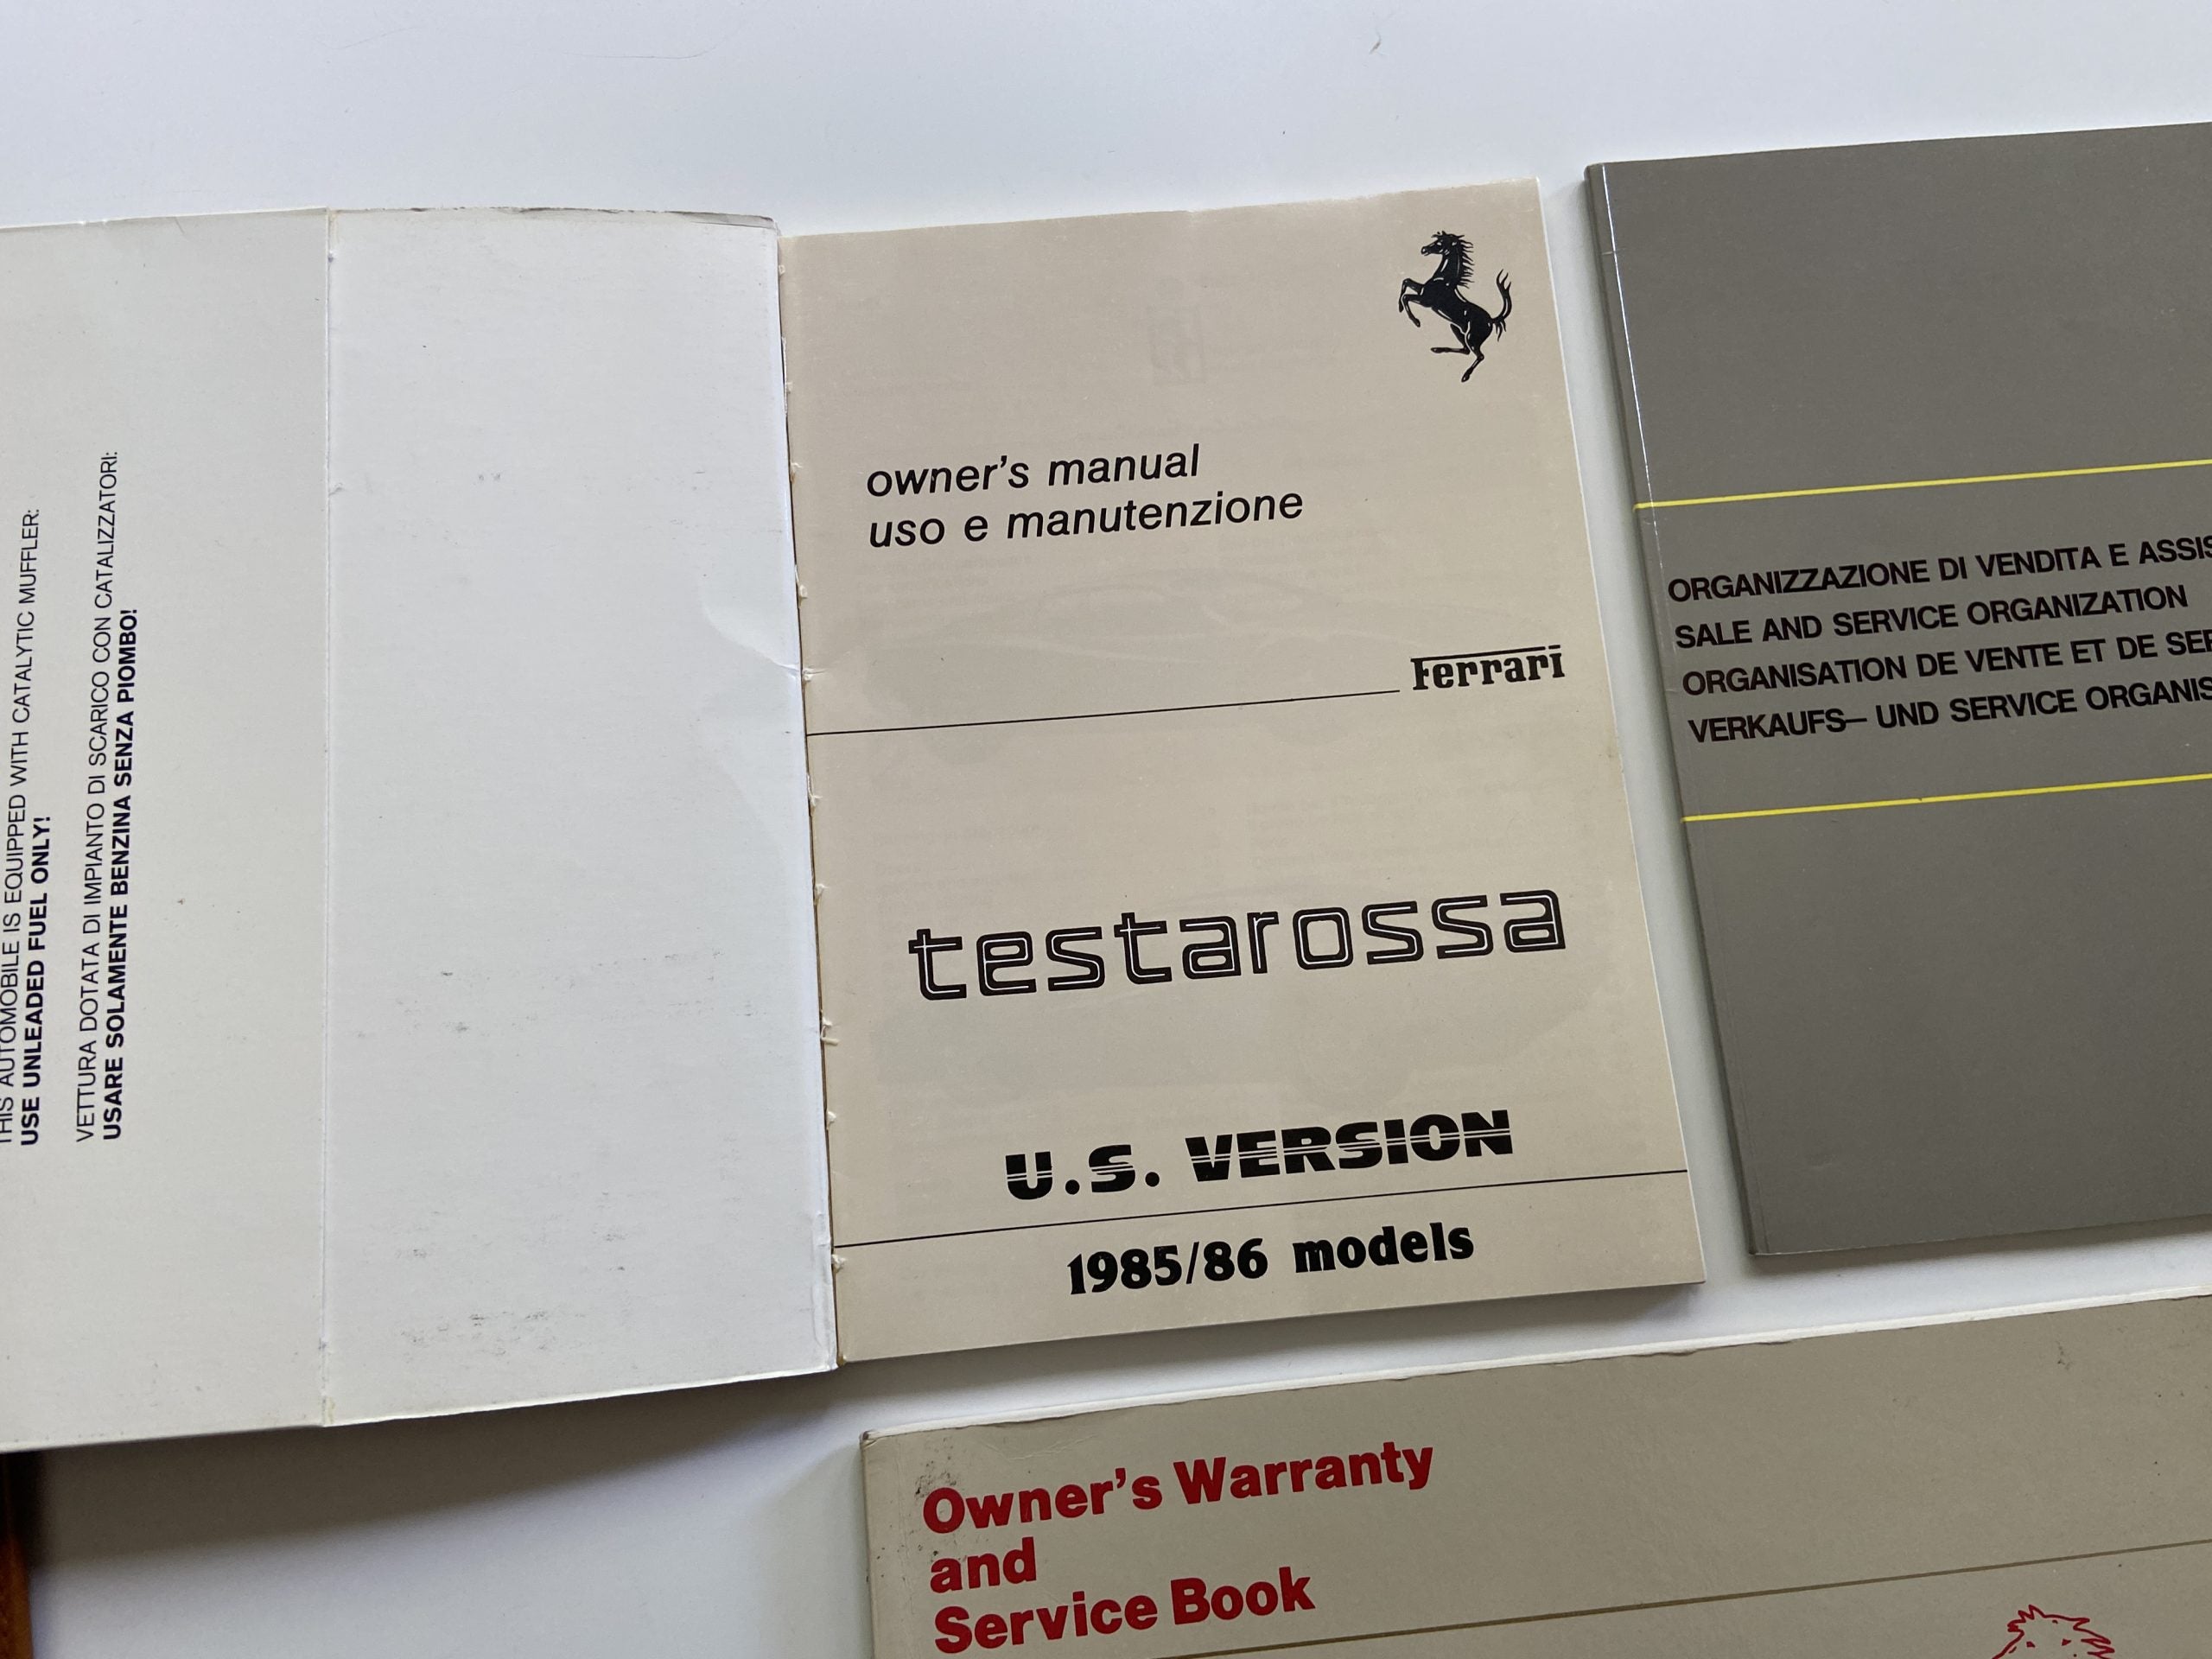 THIS AUTOMOBILE IS EQUIPPED WITH CATALYTIC MUFFLER:
USE UNLEADED FUEL ONLY!
VETTURA DOTATA DI IMPIANTO DI SCARICO CON CATALIZZATORI:
USARE SOLAMENTE BENZINA SENZA PIOMBO!
owner's manual
uso e manutenzione
Ferrari
testarossa
U.S. VERSION
1985/86 models
ORGANIZZAZIONE DI VENDITA E
SALE AND SERVICE ORGANIZATION
ORGANISATION DE VENTE ET DE
VERKAUFS— UND SERVICE
Owner's Warranty
and
Service Book